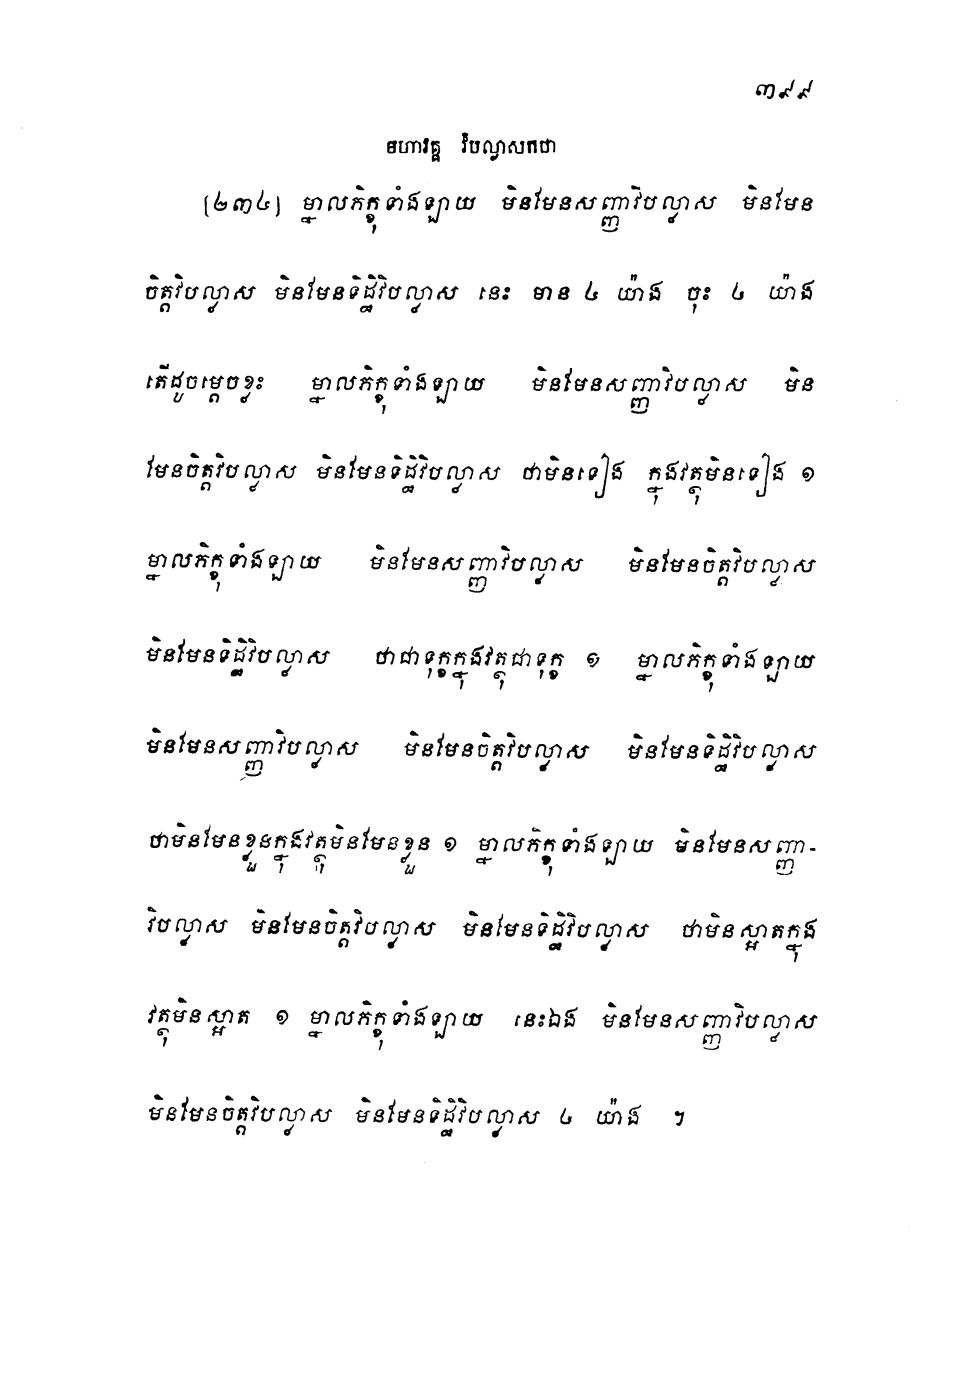 ៣៩៩
មហាវគ្គ វិបល្លាសកថា
(២៣៤) ម្នាលភិក្ខុទាំងឡាយ មិនមែនសញ្ញាវិបល្លាស មិនមែន
ចិត្តវិបល្លាស មិនមែនទិដ្ឋិវិបល្លាស នេះ មាន ៤ យ៉ាង ចុះ ៤ យ៉ាង
តើដូចម្តេចខ្លះ ម្នាលភិក្ខុទាំងឡាយ មិនមែនសញ្ញាវិបល្លាស មិន
មែនចិត្តវិបល្លាស មិនមែនទិដ្ឋិវិបល្លាស ថាមិនទៀង ក្នុងវត្ថុមិនទៀង ១
ម្នាលភិក្ខុទាំងឡាយ មិនមែនសញ្ញាវិបល្លាស មិនមែនចិត្តវិបល្លាស
មិនមែនទិដ្ឋិវិបល្លាស ថាជាទុក្ខក្នុងវត្ថុជាទុក្ខ ១ ម្នាលភិក្ខុទាំងឡាយ
មិនមែនសញ្ញាវិបល្លាស មិនមែនចិត្តវិបល្លាស មិនមែនទិដ្ឋិវិបល្លាស
ថាមិនមែនខ្លួនក្នុងវត្ថុមិនមែនខ្លួន ១ ម្នាលភិក្ខុទាំងឡាយ មិនមែនសញ្ញា-
វិបល្លាស មិនមែនចិត្តវិបល្លាស មិនមែនទិដ្ឋិវិបល្លាស ថាមិនស្អាតក្នុង
វត្ថុមិនស្អាត ១ ម្នាលភិក្ខុទាំងឡាយ នេះឯង មិនមែនសញ្ញាវិបល្លាស
មិនមែនចិត្តវិបល្លាស មិនមែនទិដ្ឋិវិបល្លាស ៤ យ៉ាង ។